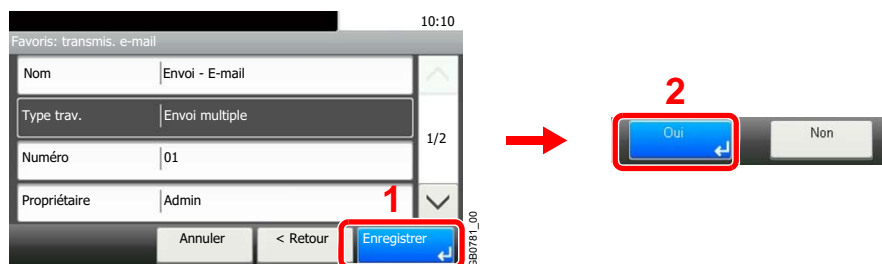 10:10
Favoris: transmis. e-mail
Nom Envoi - E-mail
Type trav. Envoi multiple
1/2
Numéro 01
Propriétaire Admin
1
Annuler < Retour Enregistrer
2
Oui Non